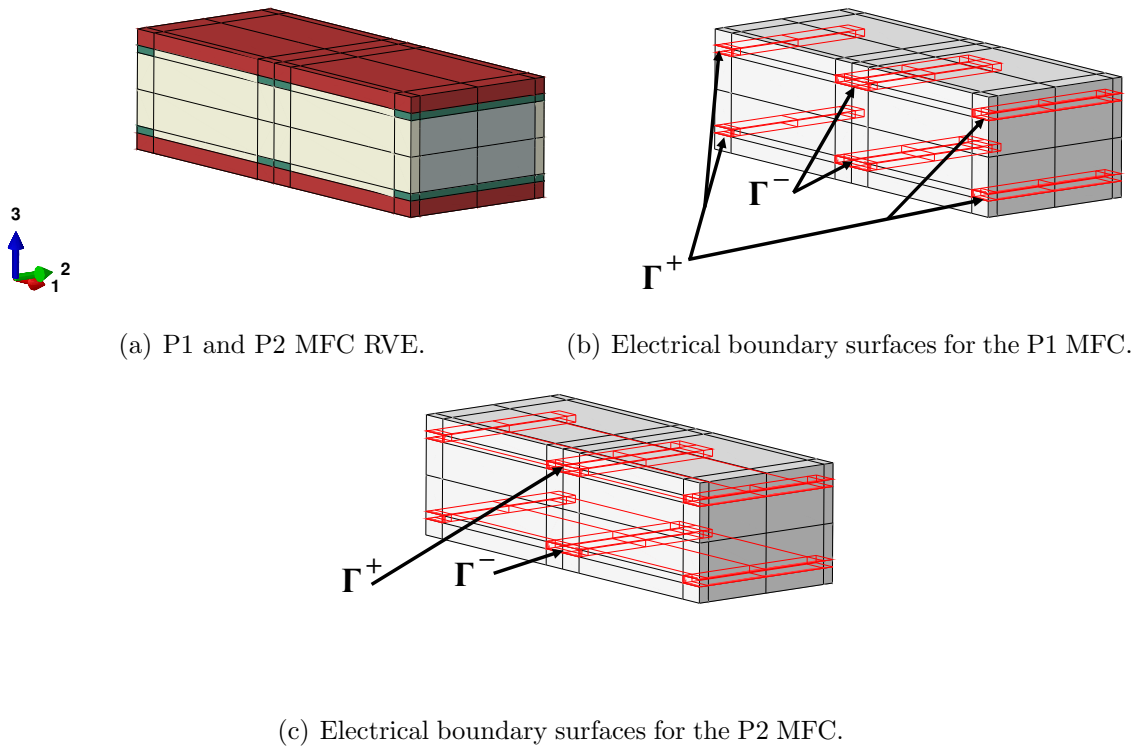 3
2
1
Γ⁻
Γ⁺
(a) P1 and P2 MFC RVE.
(b) Electrical boundary surfaces for the P1 MFC.
Γ⁺
Γ⁻
(c) Electrical boundary surfaces for the P2 MFC.